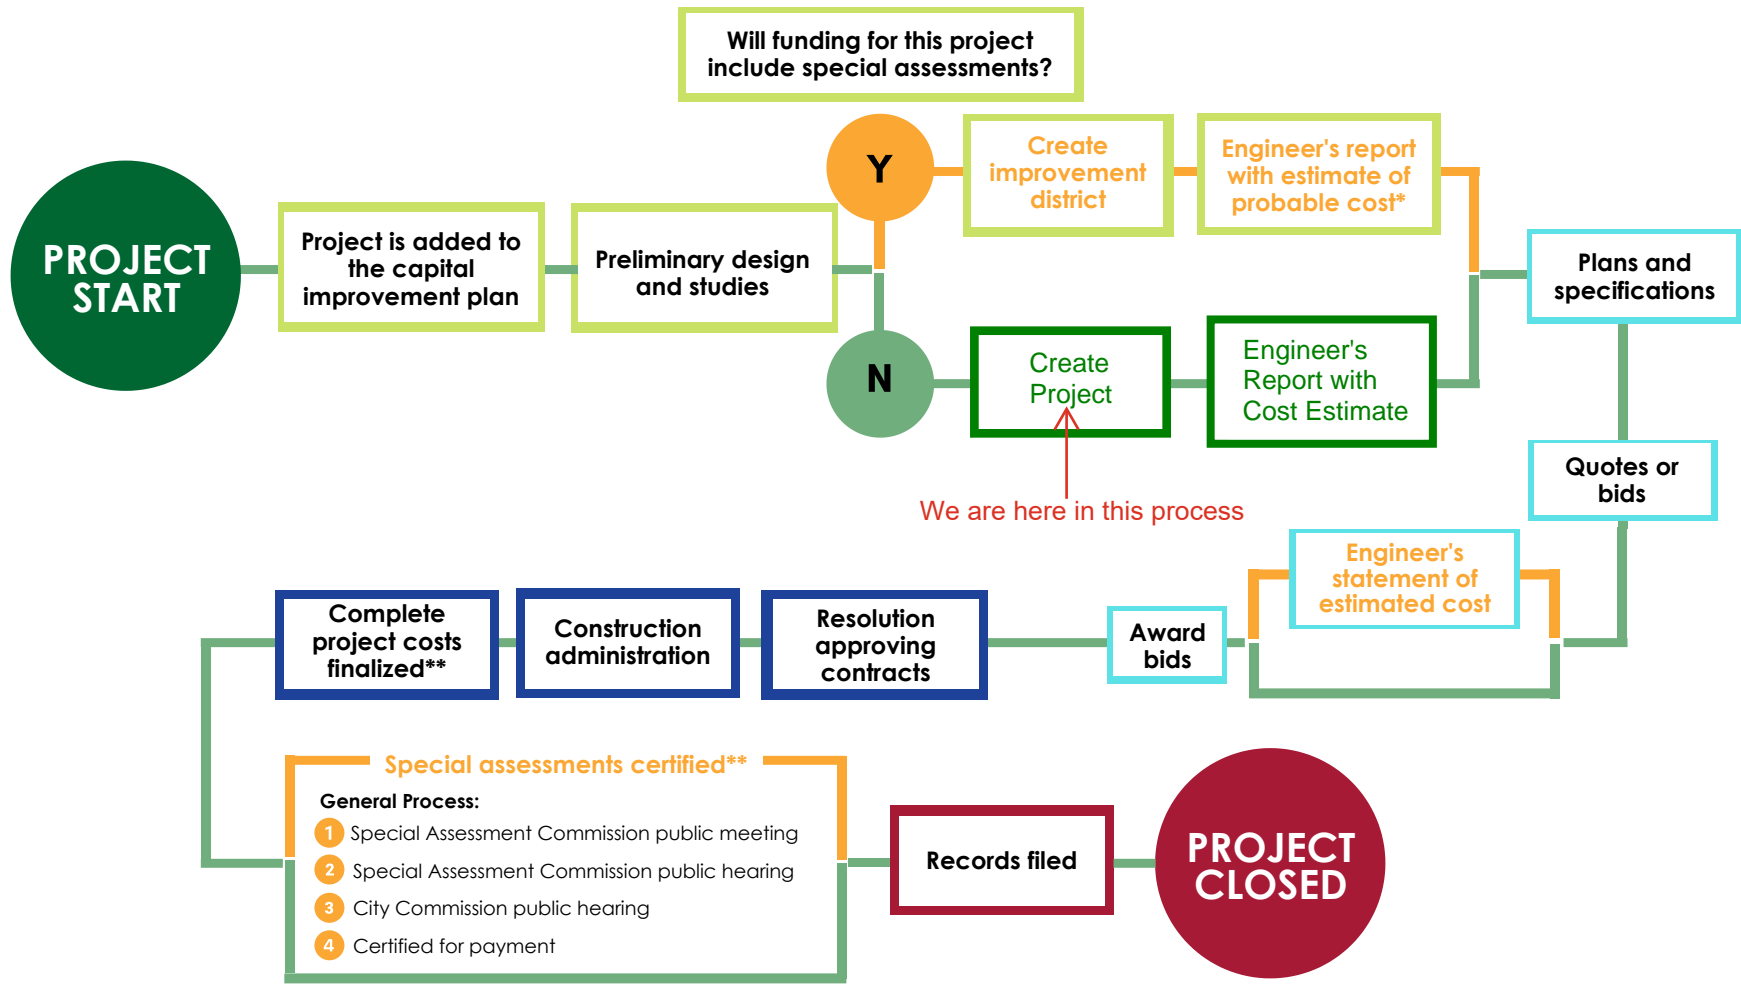 Will funding for this project
include special assessments?
PROJECT
START
Project is added to
the capital
improvement plan
Preliminary design
and studies
Y
Create
improvement
district
Engineer's report
with estimate of
probable cost*
N
Create
Project
Engineer's
Report with
Cost Estimate
We are here in this process
Plans and
specifications
Quotes or
bids
Engineer's
statement of
estimated cost
Award
bids
Resolution
approving
contracts
Construction
administration
Complete
project costs
finalized**
Special assessments certified**
General Process:
1 Special Assessment Commission public meeting
2 Special Assessment Commission public hearing
3 City Commission public hearing
4 Certified for payment
Records filed
PROJECT
CLOSED